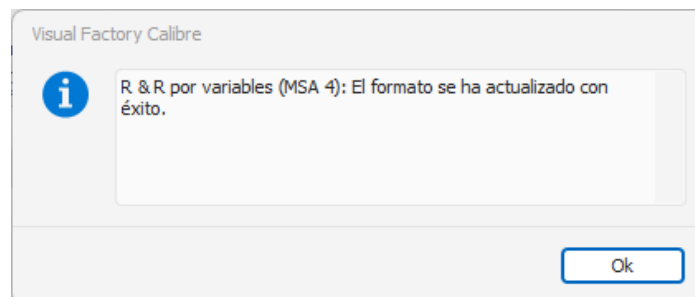 Visual Factory Calibre
R & R por variables (MSA 4): El formato se ha actualizado con
éxito.
Ok